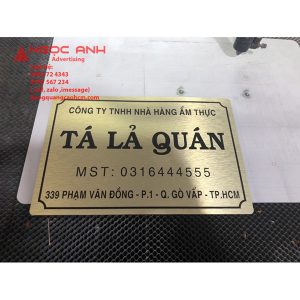 NGỌC ANH
Advertising
CÔNG TY TNHH NHÀ HÀNG ẨM THỰC
TÁ LẢ QUÁN
MST: 0316444555
339 PHẠM VĂN ĐỒNG - P.1 - Q. GÒ VẤP - TP.HCM